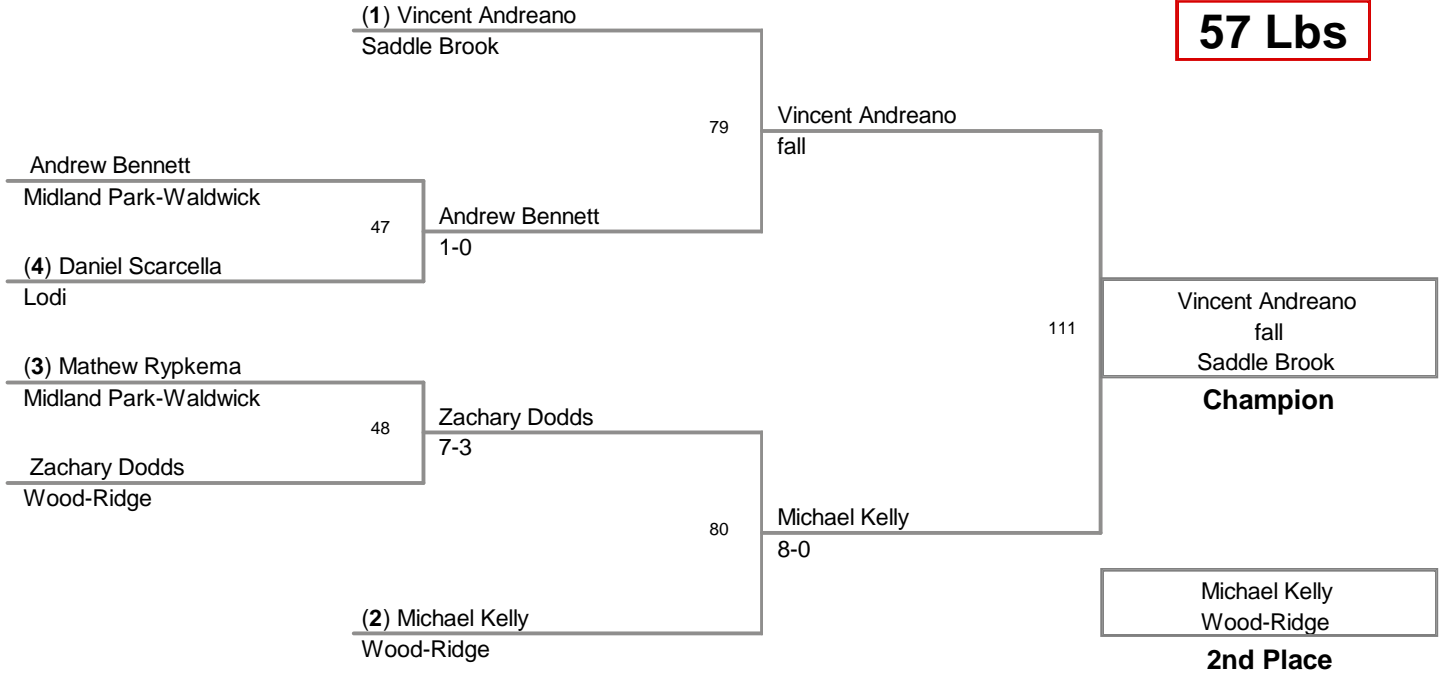 (1) Vincent Andreano
Saddle Brook
57 Lbs
79
Vincent Andreano
fall
Andrew Bennett
Midland Park-Waldwick
47
Andrew Bennett
1-0
(4) Daniel Scarcella
Lodi
111
Vincent Andreano
fall
Saddle Brook
Champion
(3) Mathew Rypkema
Midland Park-Waldwick
48
Zachary Dodds
7-3
Zachary Dodds
Wood-Ridge
80
Michael Kelly
8-0
(2) Michael Kelly
Wood-Ridge
Michael Kelly
Wood-Ridge
2nd Place